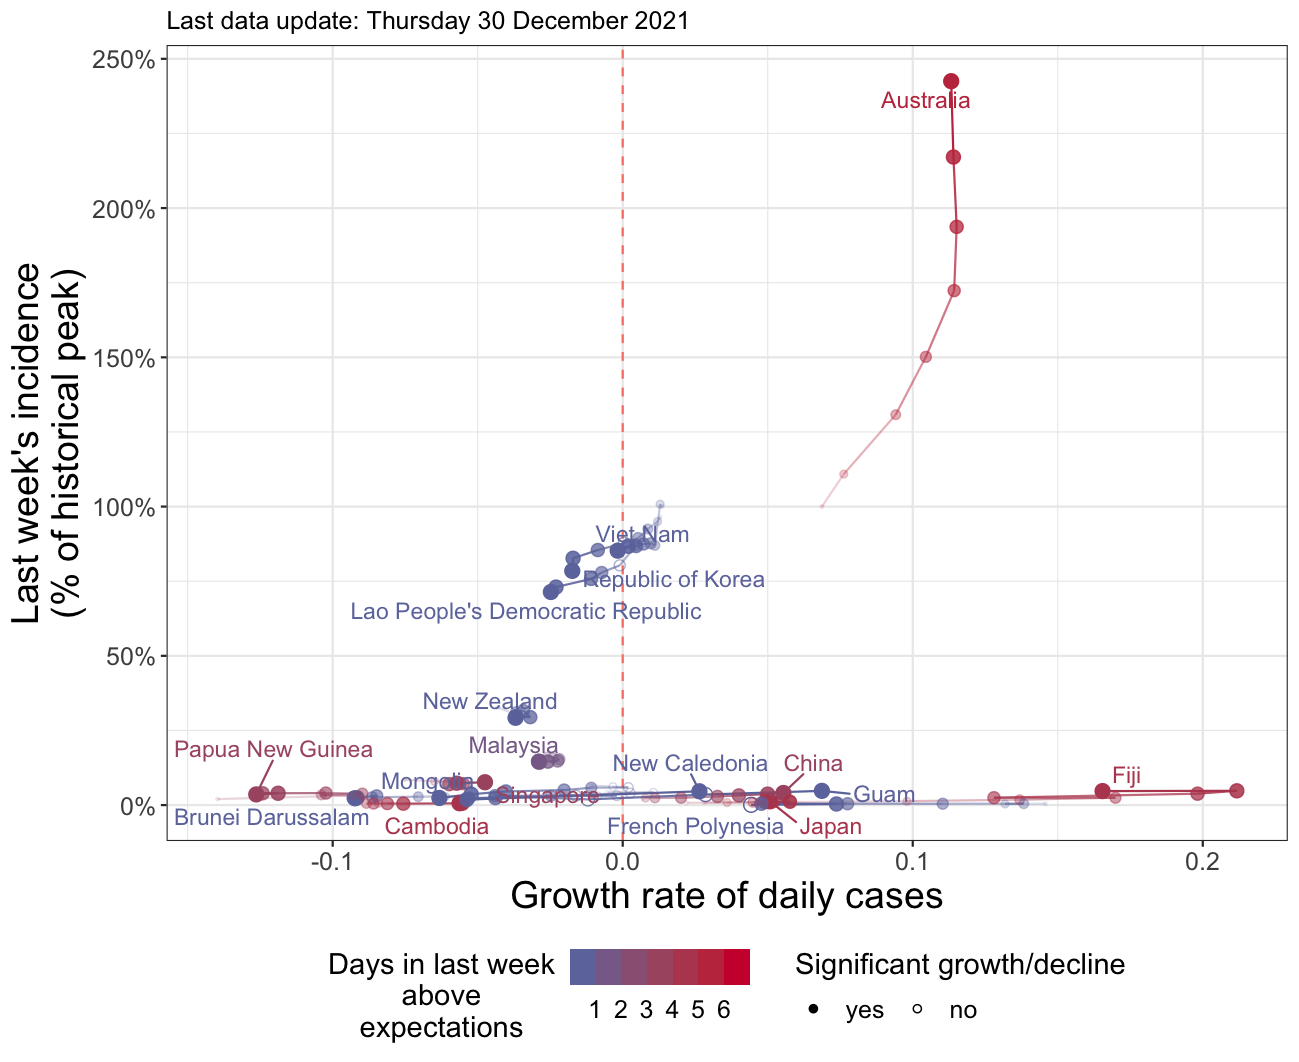 Last data update: Thursday 30 December 2021
250%
200%
150%
100%
50%
0%
Last week's incidence
(% of historical peak)
Australia
Viet Nam
Republic of Korea
Lao People's Democratic Republic
New Zealand
Papua New Guinea
Malaysia
New Caledonia
China
Fiji
Mongolia
Singapore
Guam
Brunei Darussalam
Cambodia
French Polynesia
Japan
-0.1
0.0
0.1
0.2
Growth rate of daily cases
Days in last week
above
expectations
1 2 3 4 5 6
Significant growth/decline
yes
no